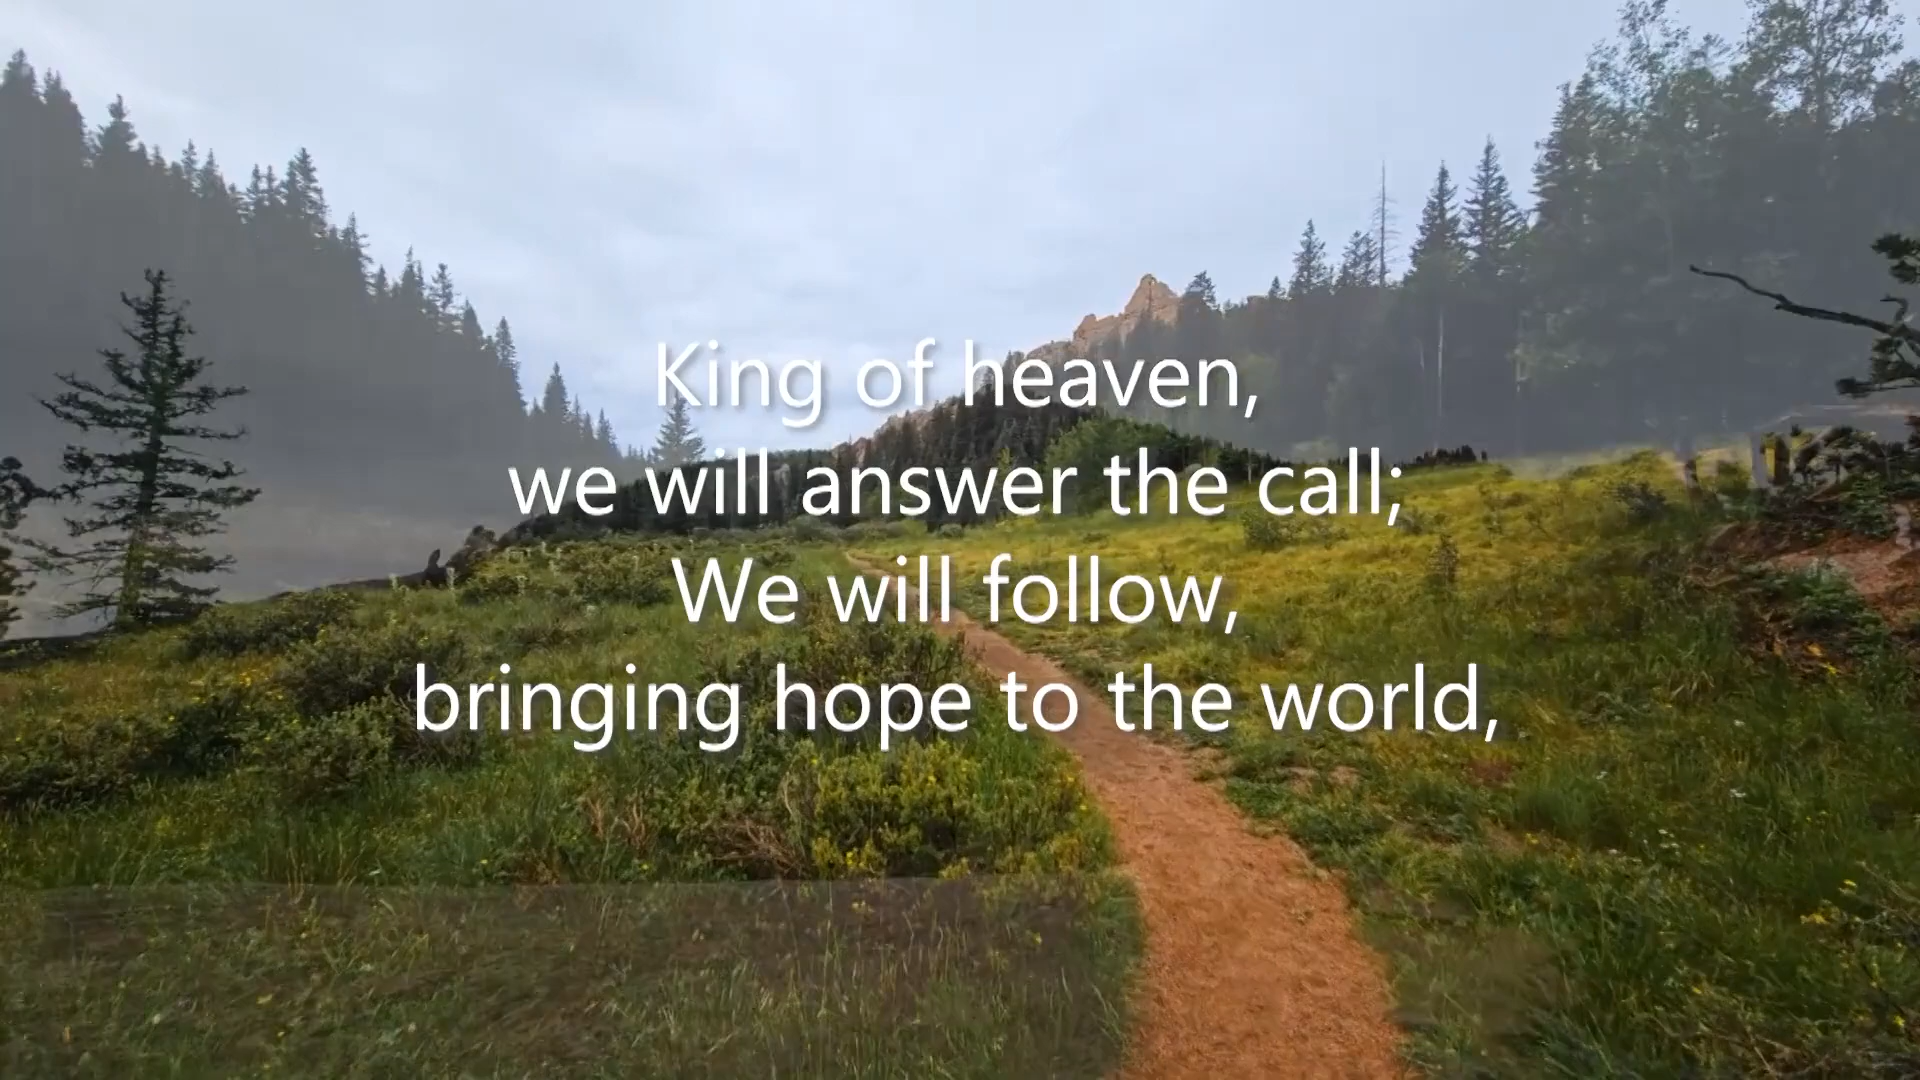 King of heaven,
we will answer the call;
We will follow,
bringing hope to the world,